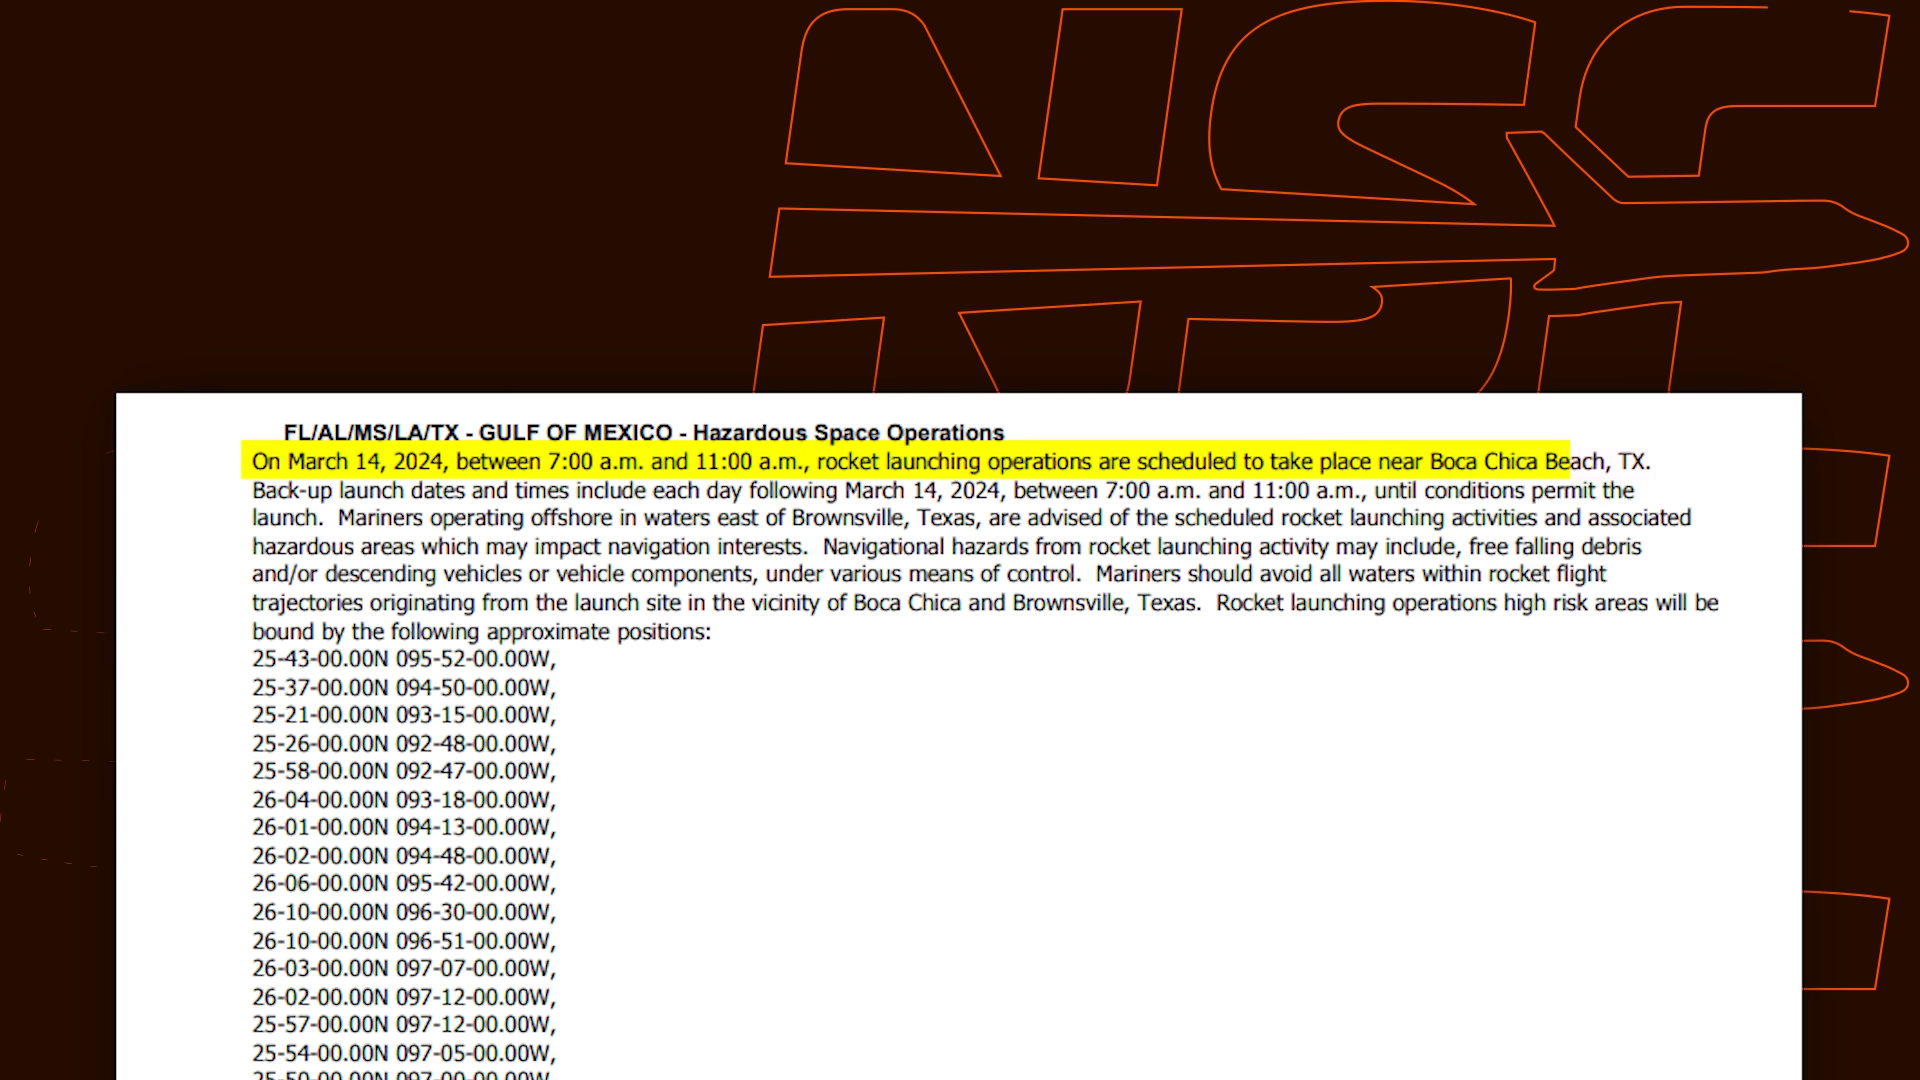 FL/AL/MS/LA/TX - GULF OF MEXICO - Hazardous Space Operations
On March 14, 2024, between 7:00 a.m. and 11:00 a.m., rocket launching operations are scheduled to take place near Boca Chica Beach, TX.
Back-up launch dates and times include each day following March 14, 2024, between 7:00 a.m. and 11:00 a.m., until conditions permit the
launch.  Mariners operating offshore in waters east of Brownsville, Texas, are advised of the scheduled rocket launching activities and associated
hazardous areas which may impact navigation interests.  Navigational hazards from rocket launching activity may include, free falling debris
and/or descending vehicles or vehicle components, under various means of control.  Mariners should avoid all waters within rocket flight
trajectories originating from the launch site in the vicinity of Boca Chica and Brownsville, Texas.  Rocket launching operations high risk areas will be
bound by the following approximate positions:
25-43-00.00N 095-52-00.00W,
25-37-00.00N 094-50-00.00W,
25-21-00.00N 093-15-00.00W,
25-26-00.00N 092-48-00.00W,
25-58-00.00N 092-47-00.00W,
26-04-00.00N 093-18-00.00W,
26-01-00.00N 094-13-00.00W,
26-02-00.00N 094-48-00.00W,
26-06-00.00N 095-42-00.00W,
26-10-00.00N 096-30-00.00W,
26-10-00.00N 096-51-00.00W,
26-03-00.00N 097-07-00.00W,
26-02-00.00N 097-12-00.00W,
25-57-00.00N 097-12-00.00W,
25-54-00.00N 097-05-00.00W,